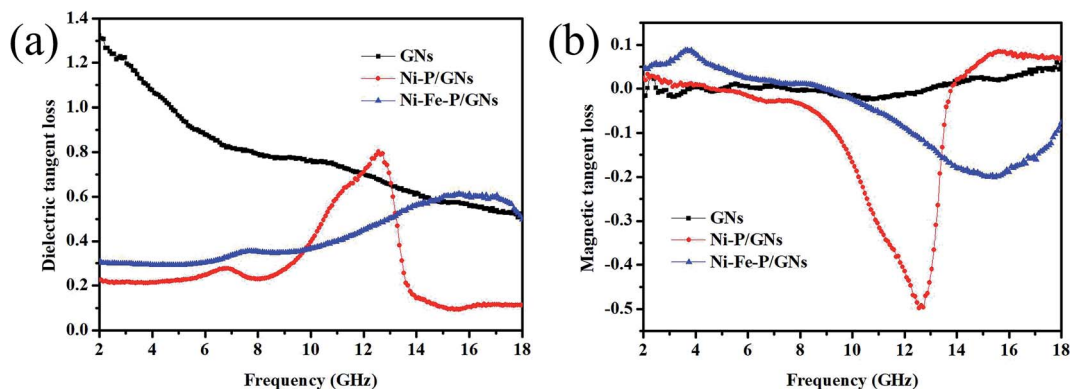 (a)
Dielectric tangent loss
1.4
1.2
1.0
0.8
0.6
0.4
0.2
0.0
GNs
Ni-P/GNs
Ni-Fe-P/GNs
2 4 6 8 10 12 14 16 18
Frequency (GHz)
(b)
Magnetic tangent loss
0.1
0.0
-0.1
-0.2
-0.3
-0.4
-0.5
GNs
Ni-P/GNs
Ni-Fe-P/GNs
2 4 6 8 10 12 14 16 18
Frequency (GHz)